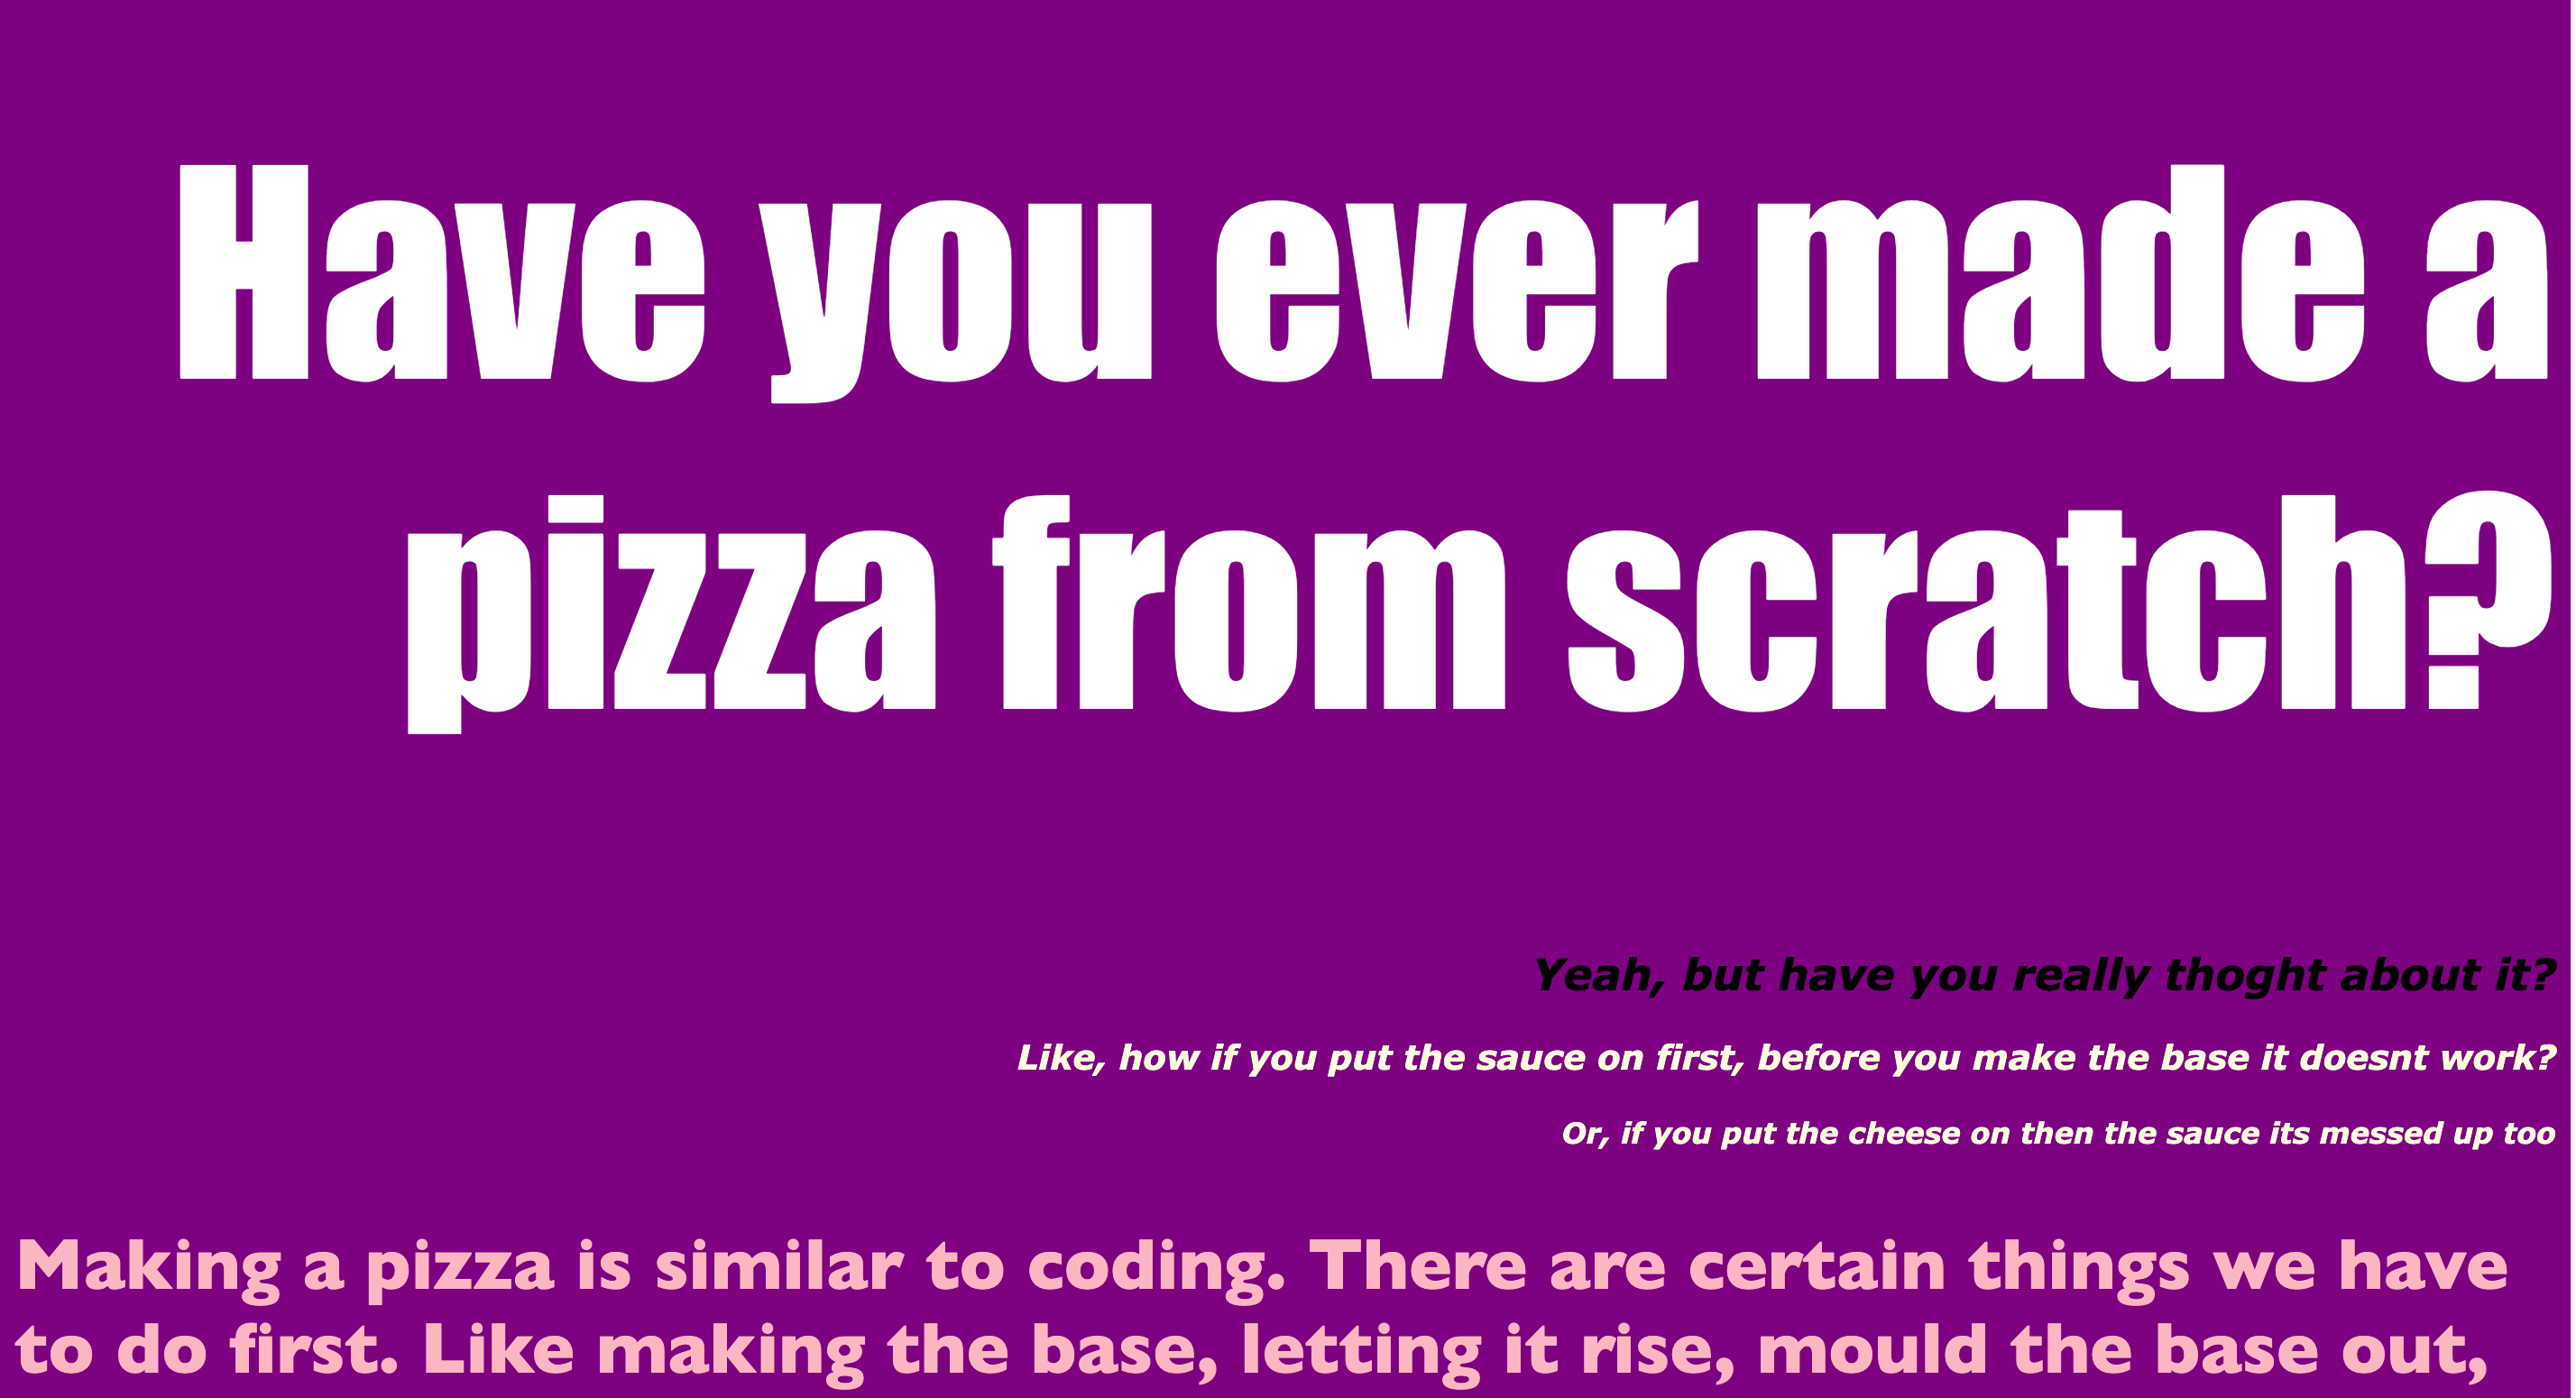 Have you ever made a
pizza from scratch?
Yeah, but have you really thoght about it?
Like, how if you put the sauce on first, before you make the base it doesnt work?
Or, if you put the cheese on then the sauce its messed up too
Making a pizza is similar to coding. There are certain things we have
to do first. Like making the base, letting it rise, mould the base out,